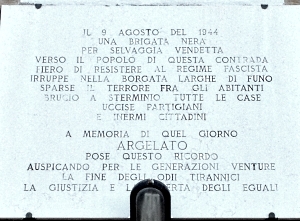 IL 9 AGOSTO DEL 1944
UNA BRIGATA NERA
PER SELVAGGIA VENDETTA
VERSO IL POPOLO DI QUESTA CONTRADA
FIERO DI RESISTERE AL REGIME FASCISTA
IRRUPPE NELLA BORGATA LARGHE DI FUNO
SPARSE IL TERRORE FRA GLI ABITANTI
BRUCIO A STERMINIO TUTTE LE CASE
UCCISE PARTIGIANI
E INERMI CITTADINI
A MEMORIA DI QUEL GIORNO
ARGELATO
POSE QUESTO RICORDO
AUSPICANDO PER LE GENERAZIONI VENTURE
LA FINE DEGLI ODII TIRANNICI
LA GIUSTIZIA E LA ERTA DEGLI EGUALI